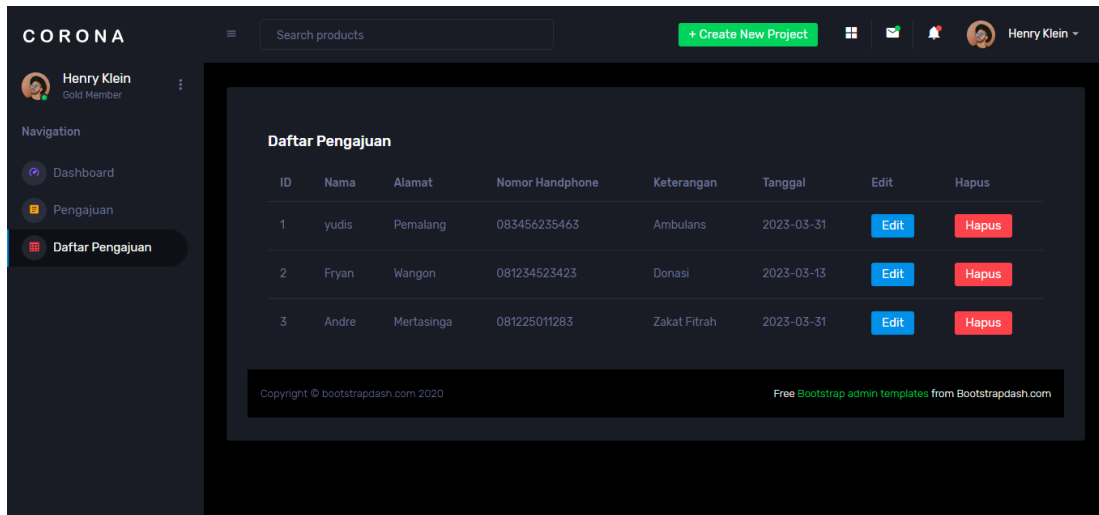 CORONA
Search products
+ Create New Project
Henry Klein
Henry Klein
Gold Member
Navigation
Dashboard
Pengajuan
Daftar Pengajuan
Daftar Pengajuan
ID Nama Alamat Nomor Handphone Keterangan Tanggal Edit Hapus
1 yudis Pemalang 083456235463 Ambulans 2023-03-31 Edit Hapus
2 Fryan Wangon 081234523423 Donasi 2023-03-13 Edit Hapus
3 Andre Mertasinga 081225011283 Zakat Fitrah 2023-03-31 Edit Hapus
Copyright © bootstrapdash.com 2020
Free Bootstrap admin templates from Bootstrapdash.com